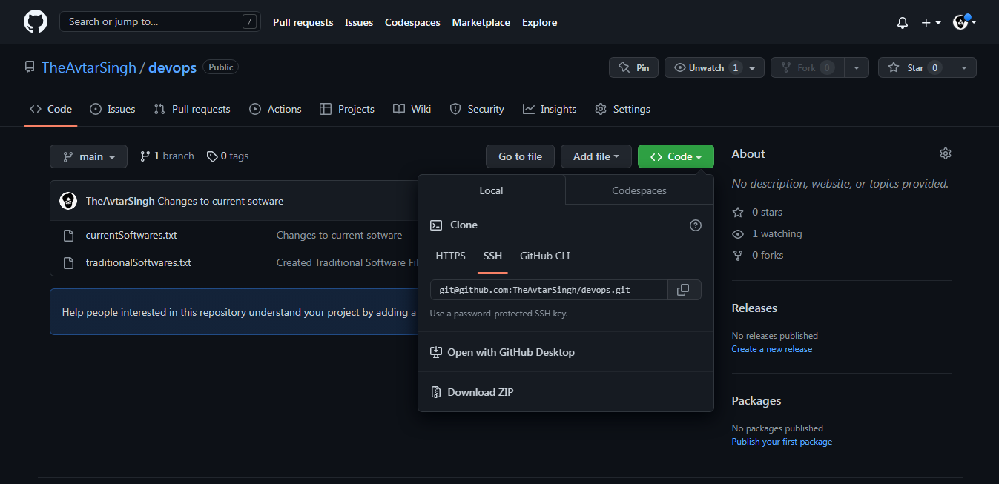 Search or jump to... /
Pull requests Issues Codespaces Marketplace Explore
TheAvtarSingh / devops Public
Pin Unwatch 1 Fork 0 Star 0
Code Issues Pull requests Actions Projects Wiki Security Insights Settings
main 1 branch 0 tags
Go to file Add file Code
TheAvtarSingh Changes to current sotware
currentSoftwares.txt Changes to current sotware
traditionalSoftwares.txt Created Traditional Software Fil
Help people interested in this repository understand your project by adding a
Local Codespaces
Clone
HTTPS SSH GitHub CLI
git@github.com:TheAvtarSingh/devops.git
Use a password-protected SSH key.
Open with GitHub Desktop
Download ZIP
About
No description, website, or topics provided.
0 stars
1 watching
0 forks
Releases
No releases published
Create a new release
Packages
No packages published
Publish your first package